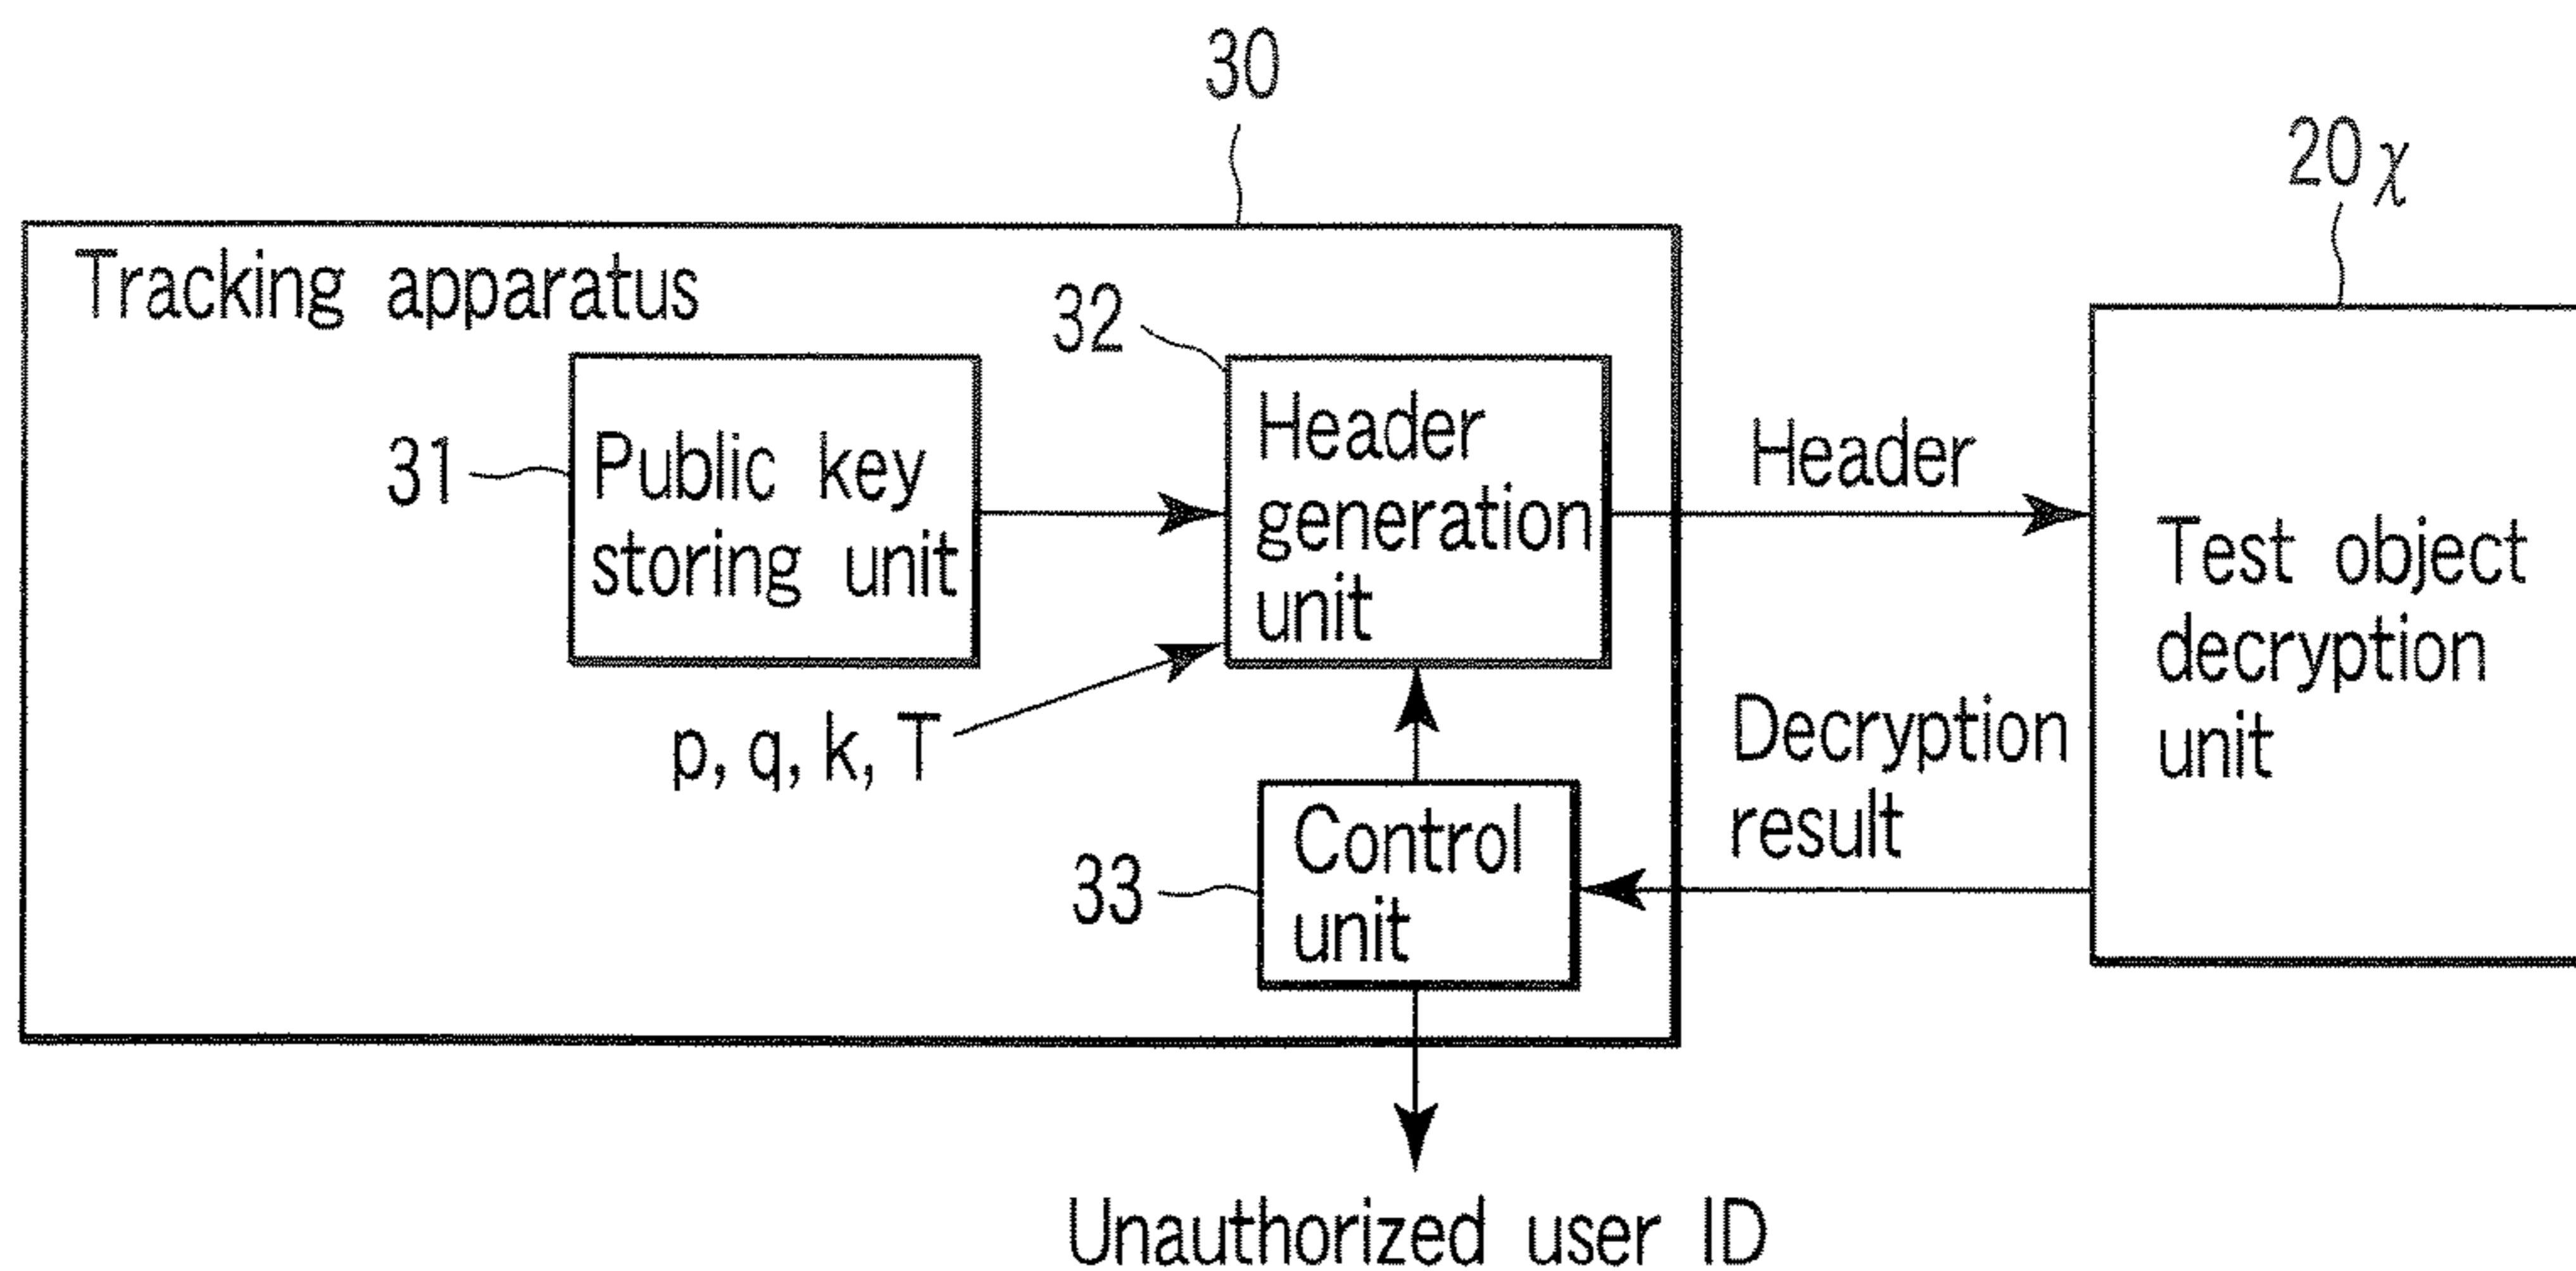 30
20χ
Tracking apparatus
32
31
Public key
storing unit
Header
generation
unit
Header
Test object
decryption
unit
p, q, k, T
Decryption
result
33
Control
unit
Unauthorized user ID